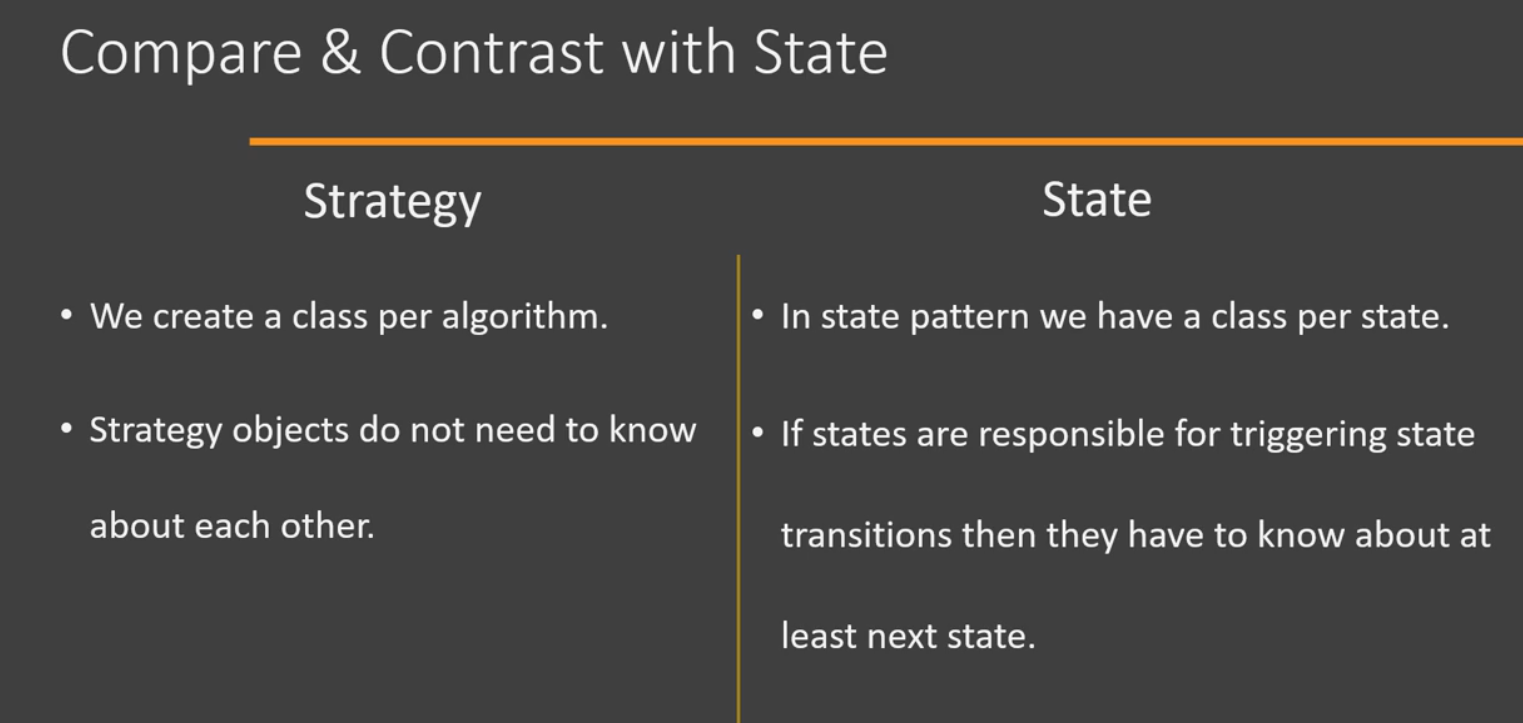 Compare & Contrast with State
Strategy
• We create a class per algorithm.
• Strategy objects do not need to know
about each other.
State
• In state pattern we have a class per state.
• If states are responsible for triggering state
transitions then they have to know about at
least next state.